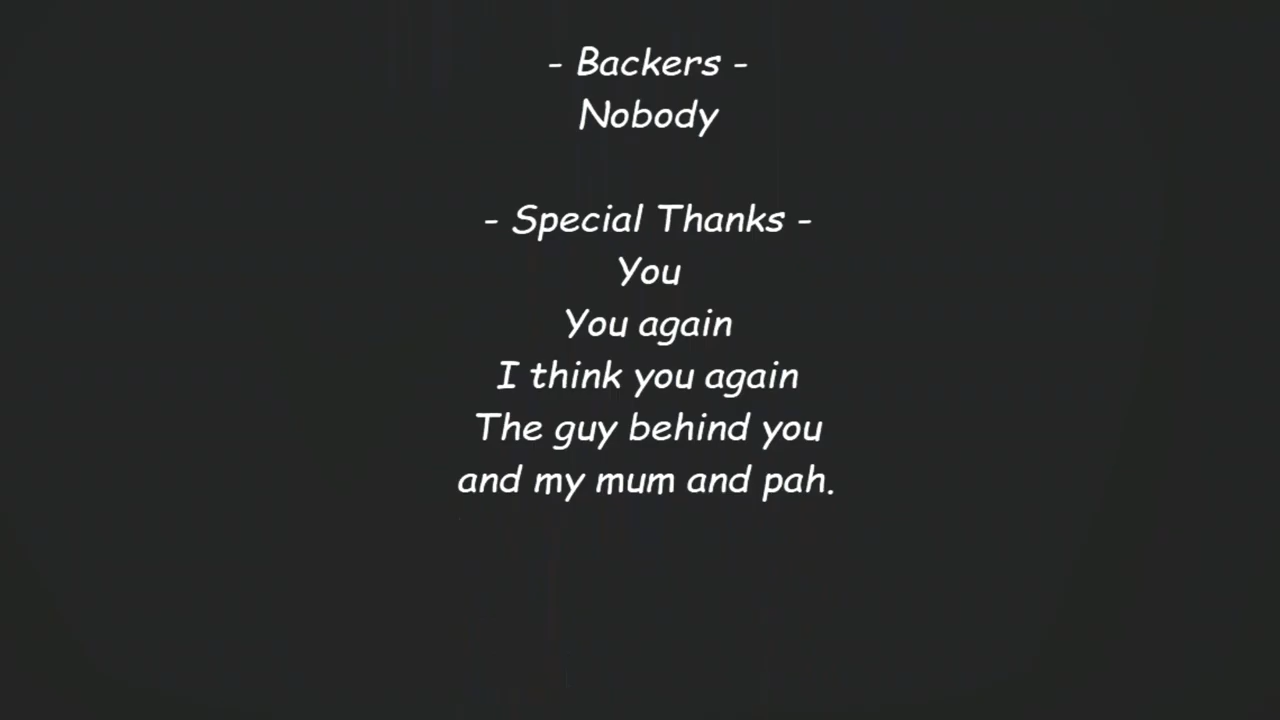 - Backers -
Nobody
- Special Thanks -
You
You again
I think you again
The guy behind you
and my mum and pah.